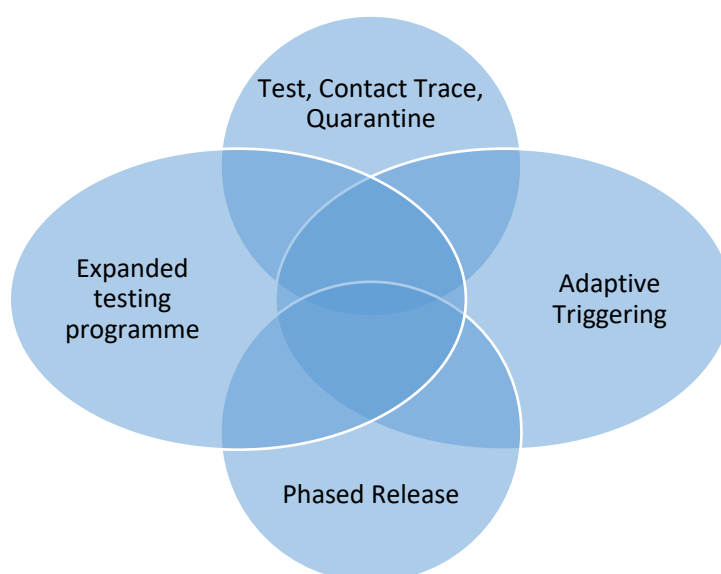 Test, Contact Trace,
Quarantine
Expanded
testing
programme
Adaptive
Triggering
Phased Release